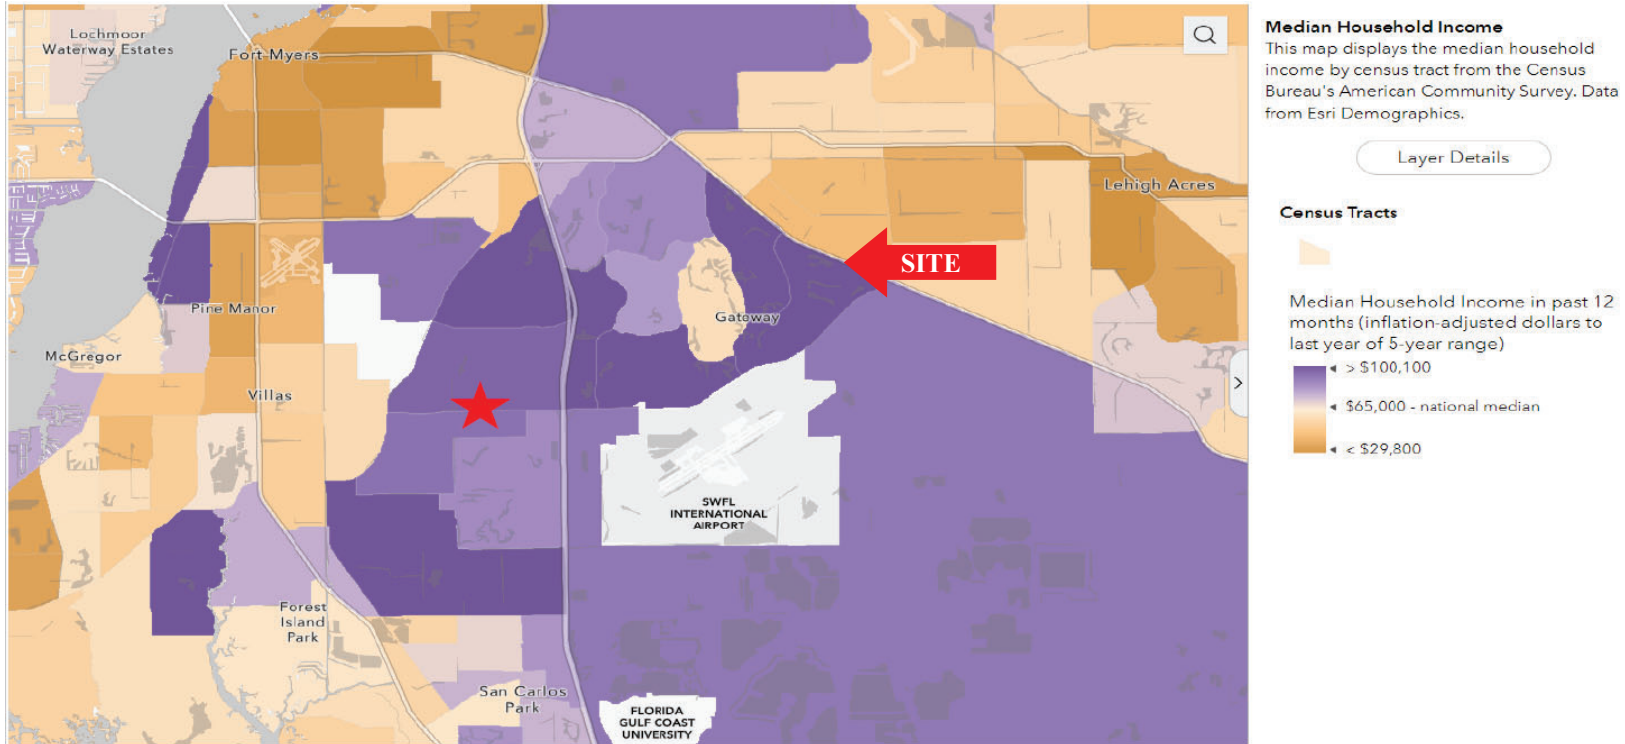 Lochmoor
Waterway Estates
Fort Myers
Lehigh Acres
SITE
Pine Manor
Gateway
McGregor
Villas
SWFL
INTERNATIONAL
AIRPORT
Forest
Island
Park
San Carlos
Park
FLORIDA
GULF COAST
UNIVERSITY
Median Household Income
This map displays the median household
income by census tract from the Census
Bureau's American Community Survey. Data
from Esri Demographics.
Layer Details
Census Tracts
Median Household Income in past 12
months (inflation-adjusted dollars to
last year of 5-year range)
> $100,100
$65,000 - national median
< $29,800